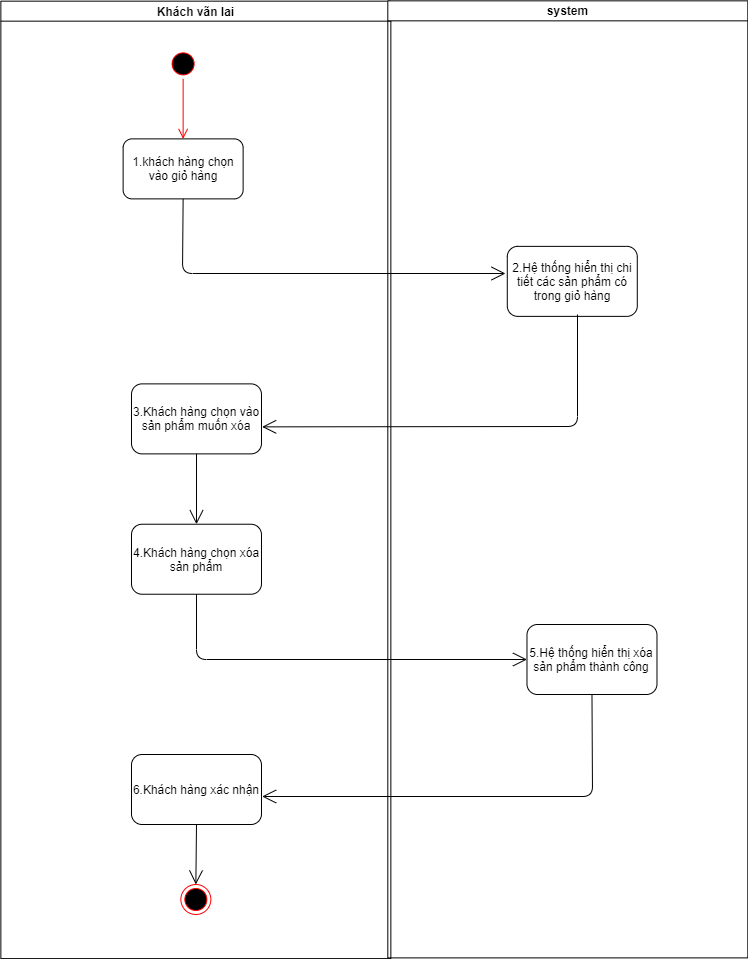 Khách vãn lai
system
1.khách hàng chọn
vào giỏ hàng
2.Hệ thống hiển thị chi
tiết các sản phẩm có
trong giỏ hàng
3.Khách hàng chọn vào
sản phẩm muốn xóa
4.Khách hàng chọn xóa
sản phẩm
5.Hệ thống hiển thị xóa
sản phẩm thành công
6.Khách hàng xác nhận